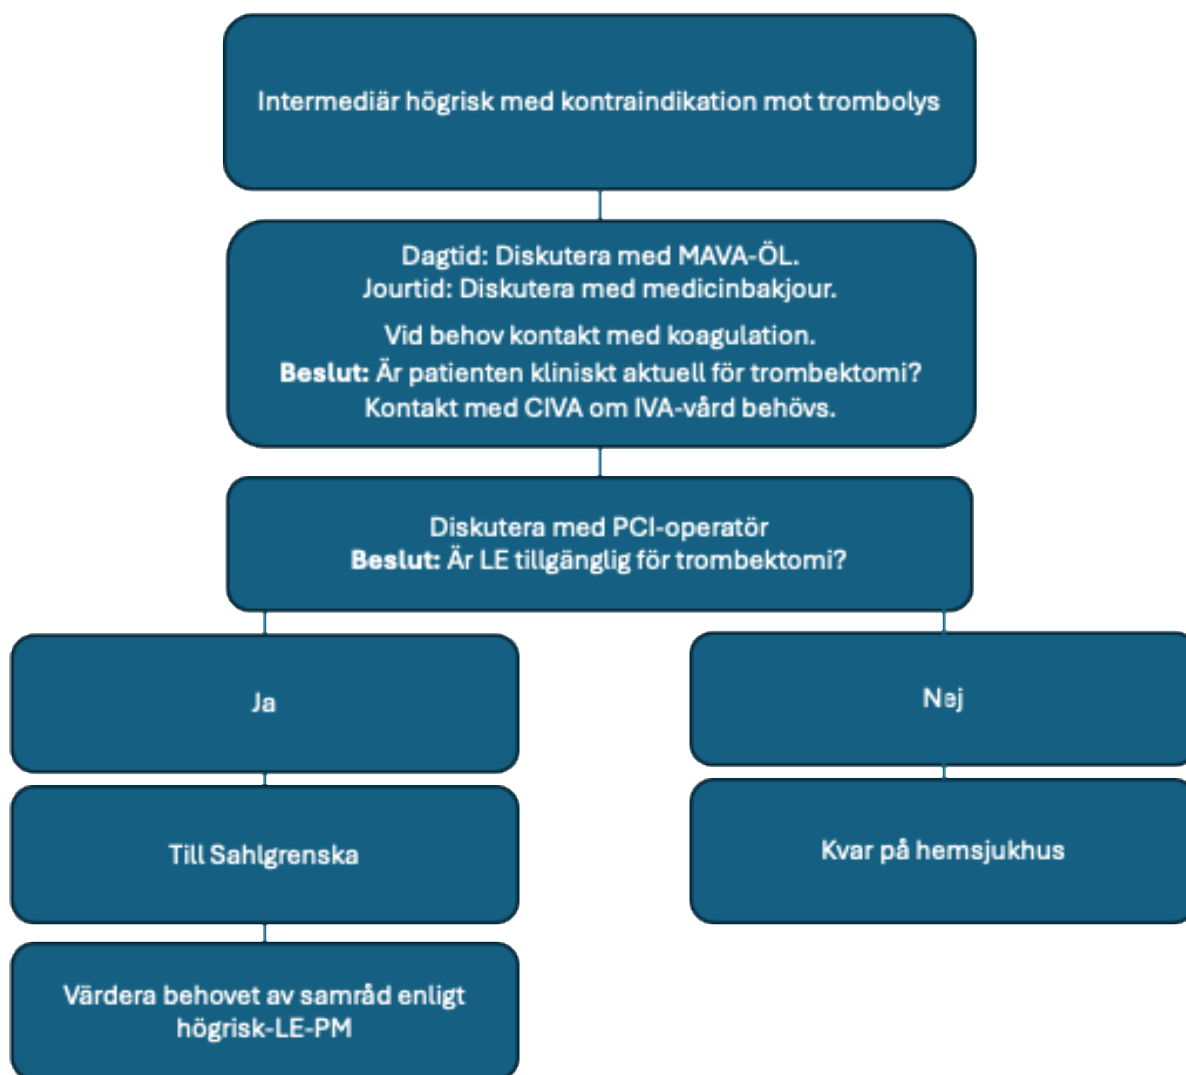 Intermediär högrisk med kontraindikation mot trombolys
Dagtid: Diskutera med MAVA-ÖL.
Jourtid: Diskutera med medicinbakjour.
Vid behov kontakt med koagulation.
Beslut: Är patienten kliniskt aktuell för trombektomi?
Kontakt med CIVA om IVA-vård behövs.
Diskutera med PCI-operatör
Beslut: Är LE tillgänglig för trombektomi?
Ja
Nej
Till Sahlgrenska
Kvar på hemsjukhus
Värdera behovet av samråd enligt
högrisk-LE-PM